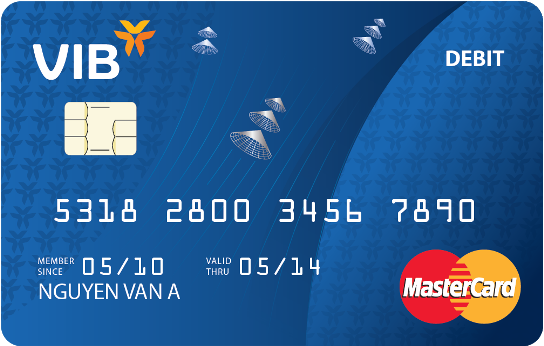 VIB
DEBIT
5318 2800 3456 7890
MEMBER SINCE 05/10 VALID THRU 05/14
NGUYEN VAN A
MasterCard